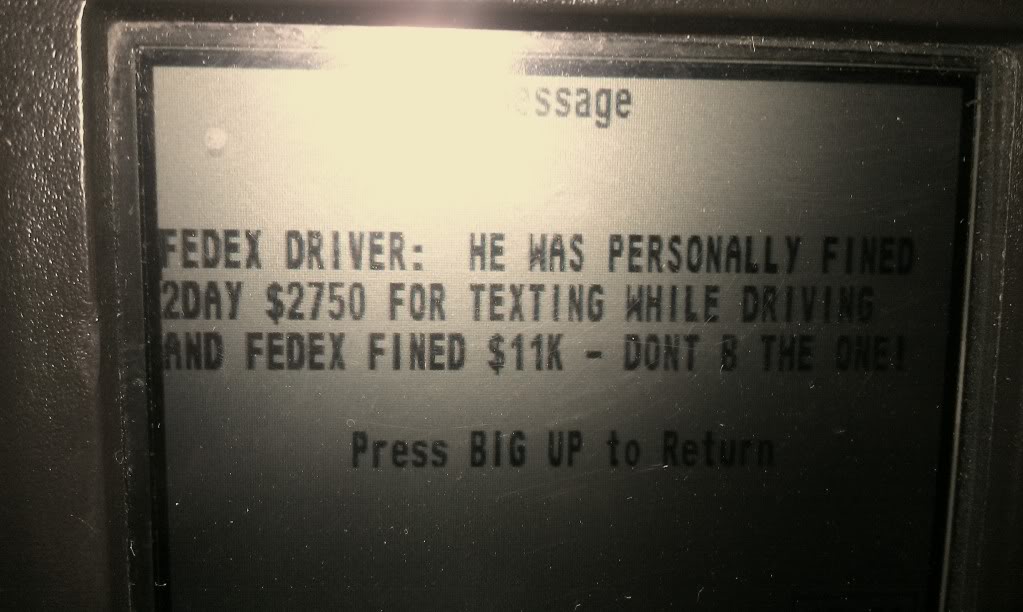 essage
FEDEX DRIVER: HE WAS PERSONALLY FINED
2DAY $2750 FOR TEXTING WHILE DRIVING
AND FEDEX FINED $11K - DONT B THE ONE!
Press BIG UP to Return